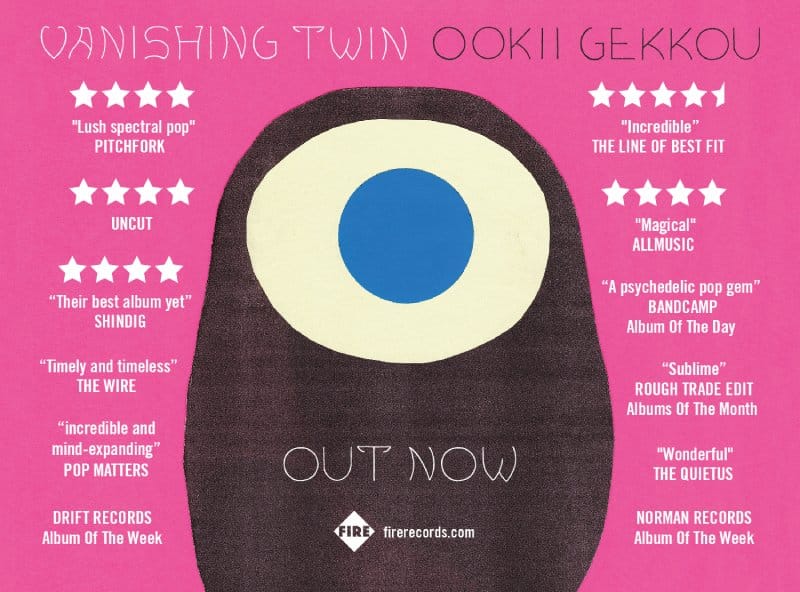 VANISHING TWIN OOKII GEKKOU
"Lush spectral pop"
PITCHFORK
UNCUT
“Their best album yet”
SHINDIG
“Timely and timeless”
THE WIRE
“incredible and
mind-expanding”
POP MATTERS
DRIFT RECORDS
Album Of The Week
"Incredible”
THE LINE OF BEST FIT
"Magical"
ALLMUSIC
“A psychedelic pop gem”
BANDCAMP
Album Of The Day
“Sublime”
ROUGH TRADE EDIT
Albums Of The Month
"Wonderful"
THE QUIETUS
NORMAN RECORDS
Album Of The Week
OUT NOW
FIRE firerecords.com